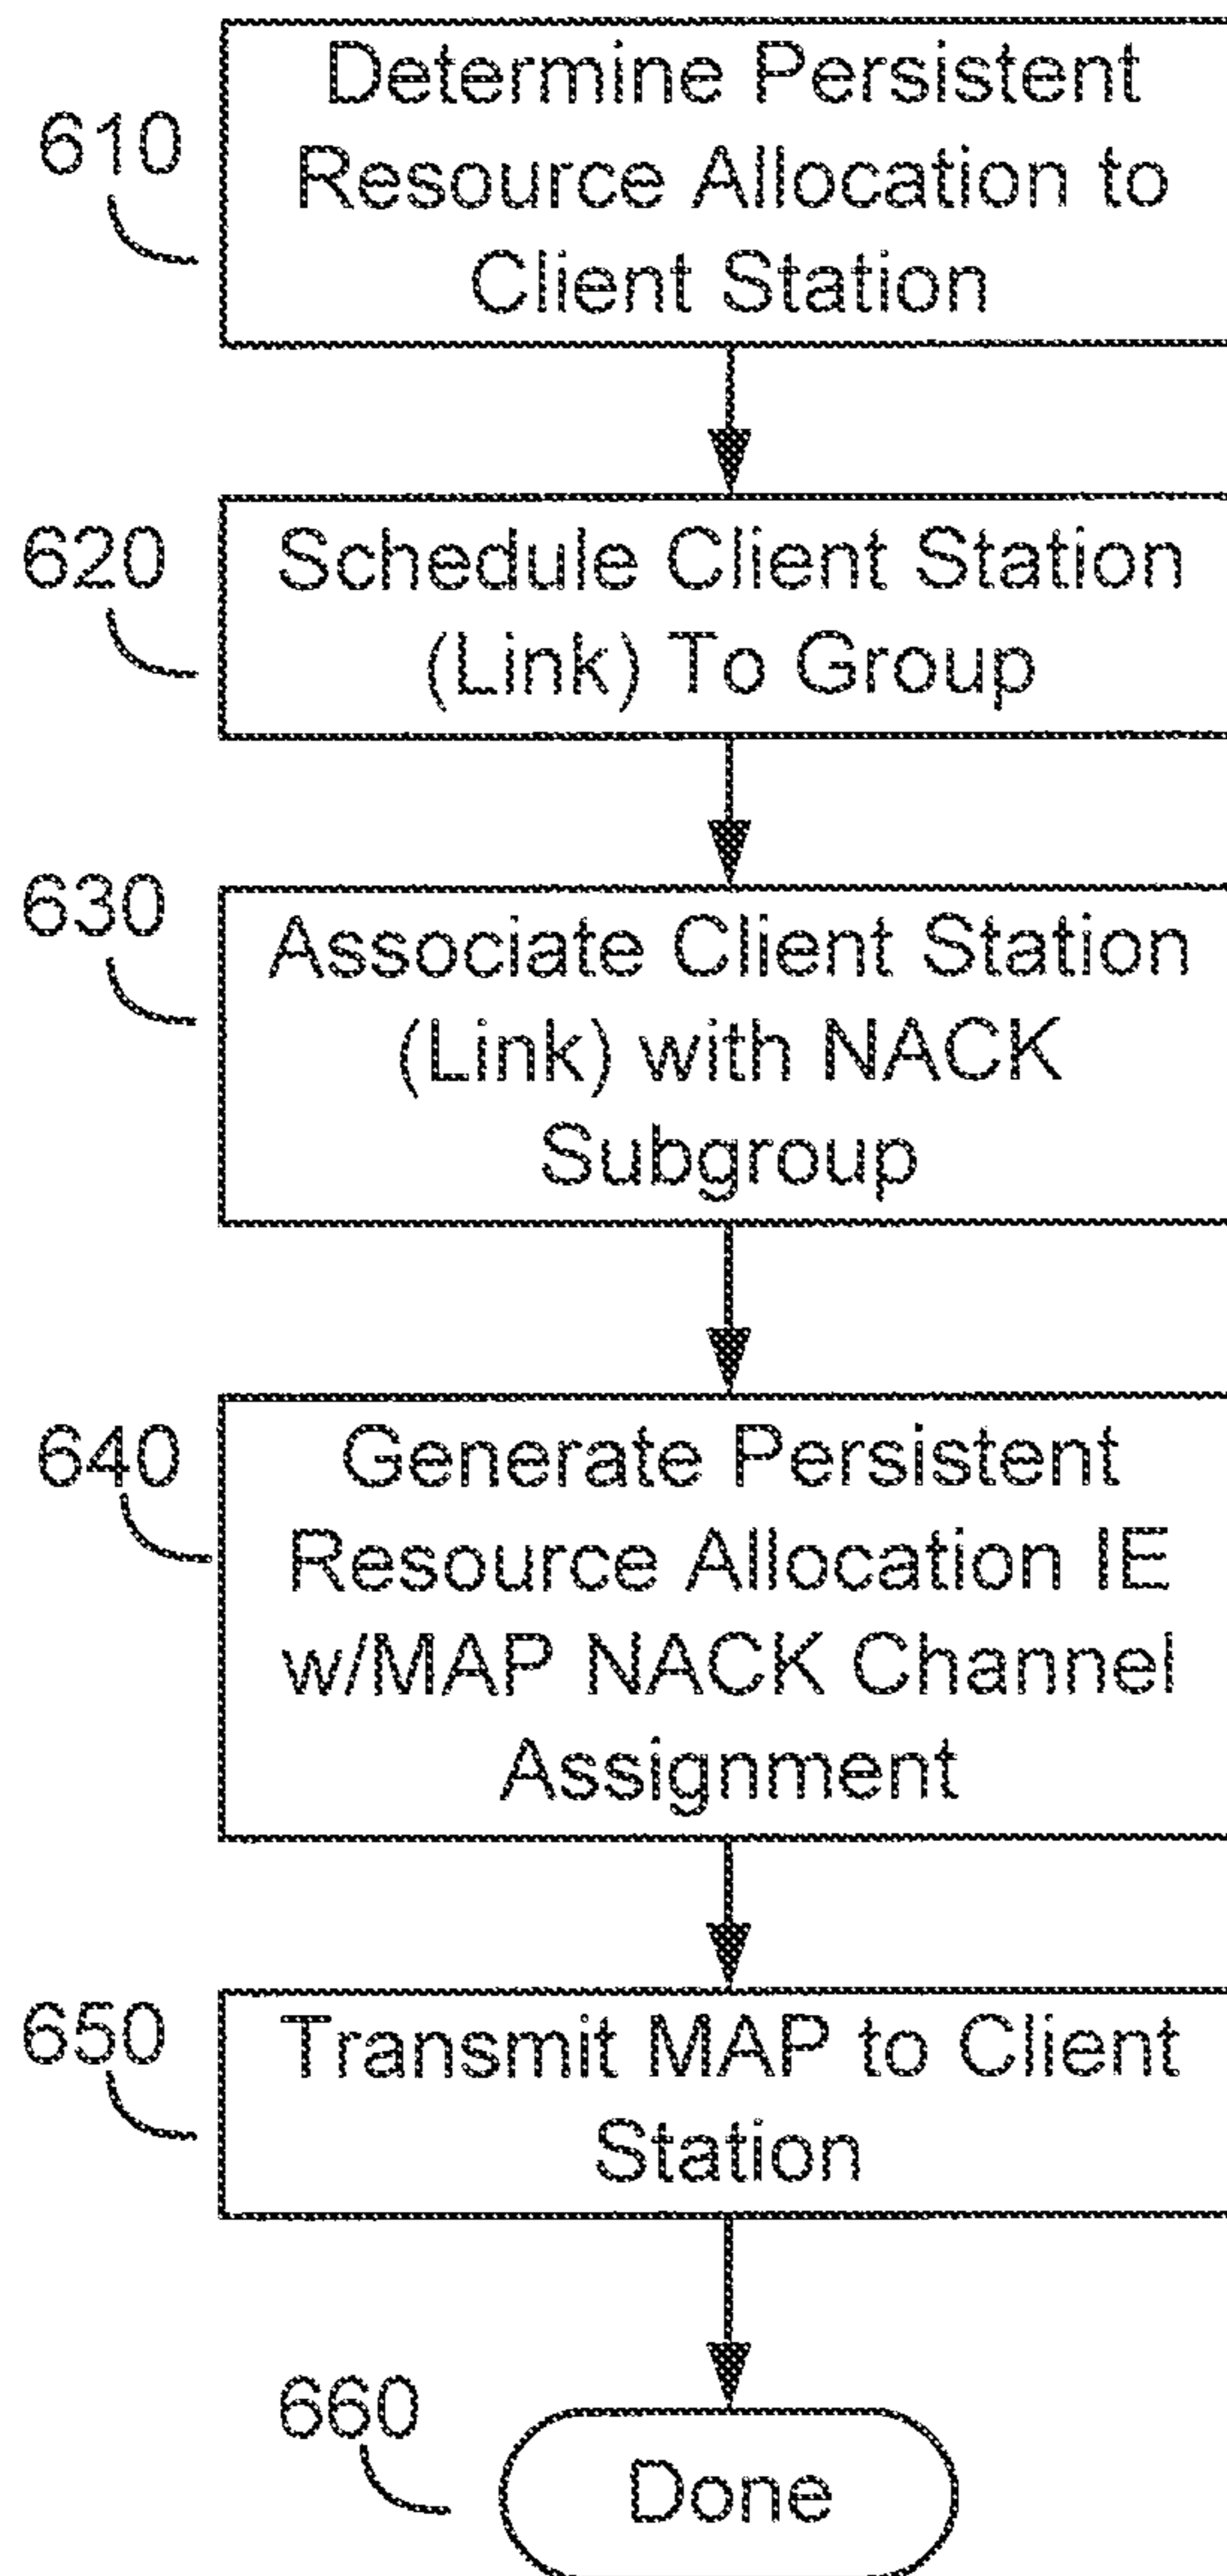 610
Determine Persistent
Resource Allocation to
Client Station
620
Schedule Client Station
(Link) To Group
630
Associate Client Station
(Link) with NACK
Subgroup
640
Generate Persistent
Resource Allocation IE
w/MAP NACK Channel
Assignment
650
Transmit MAP to Client
Station
660
Done